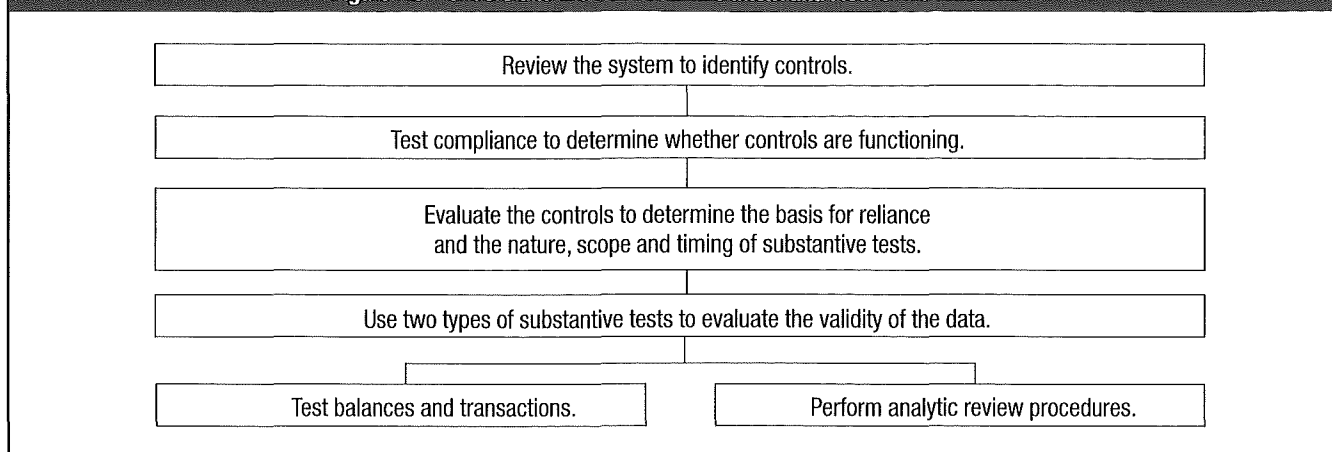 Review the system to identify controls.
Test compliance to determine whether controls are functioning.
Evaluate the controls to determine the basis for reliance
and the nature, scope and timing of substantive tests.
Use two types of substantive tests to evaluate the validity of the data.
Test balances and transactions.
Perform analytic review procedures.